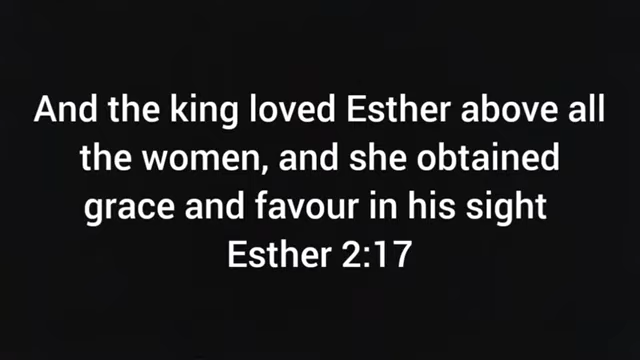 And the king loved Esther above all
the women, and she obtained
grace and favour in his sight
Esther 2:17